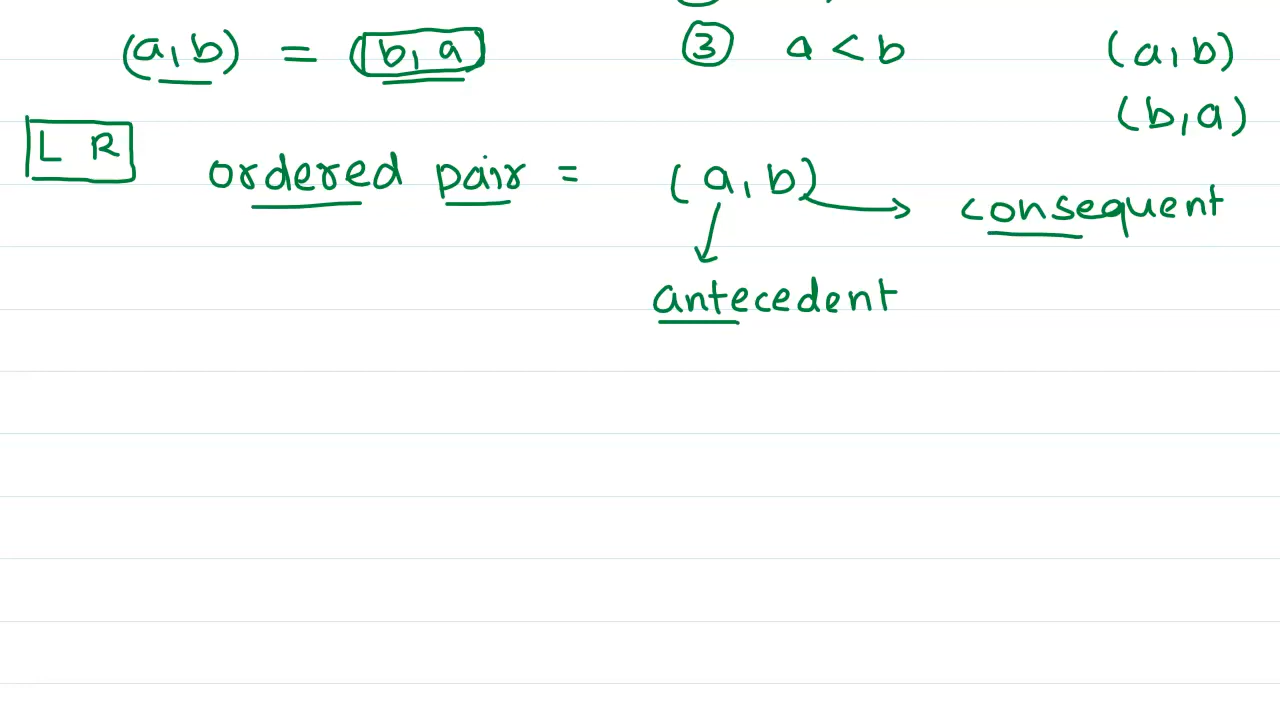 (a, b) = (b, a)
③ a < b
(a, b)
(b, a)
L R
ordered pair = (a, b)
consequent
antecedent